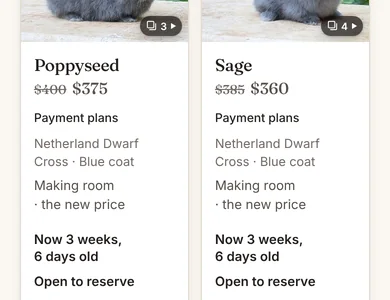 3
4
Poppyseed
$400 $375
Payment plans
Netherland Dwarf
Cross · Blue coat
Making room
· the new price
Now 3 weeks,
6 days old
Open to reserve
Sage
$385 $360
Payment plans
Netherland Dwarf
Cross · Blue coat
Making room
· the new price
Now 3 weeks,
6 days old
Open to reserve